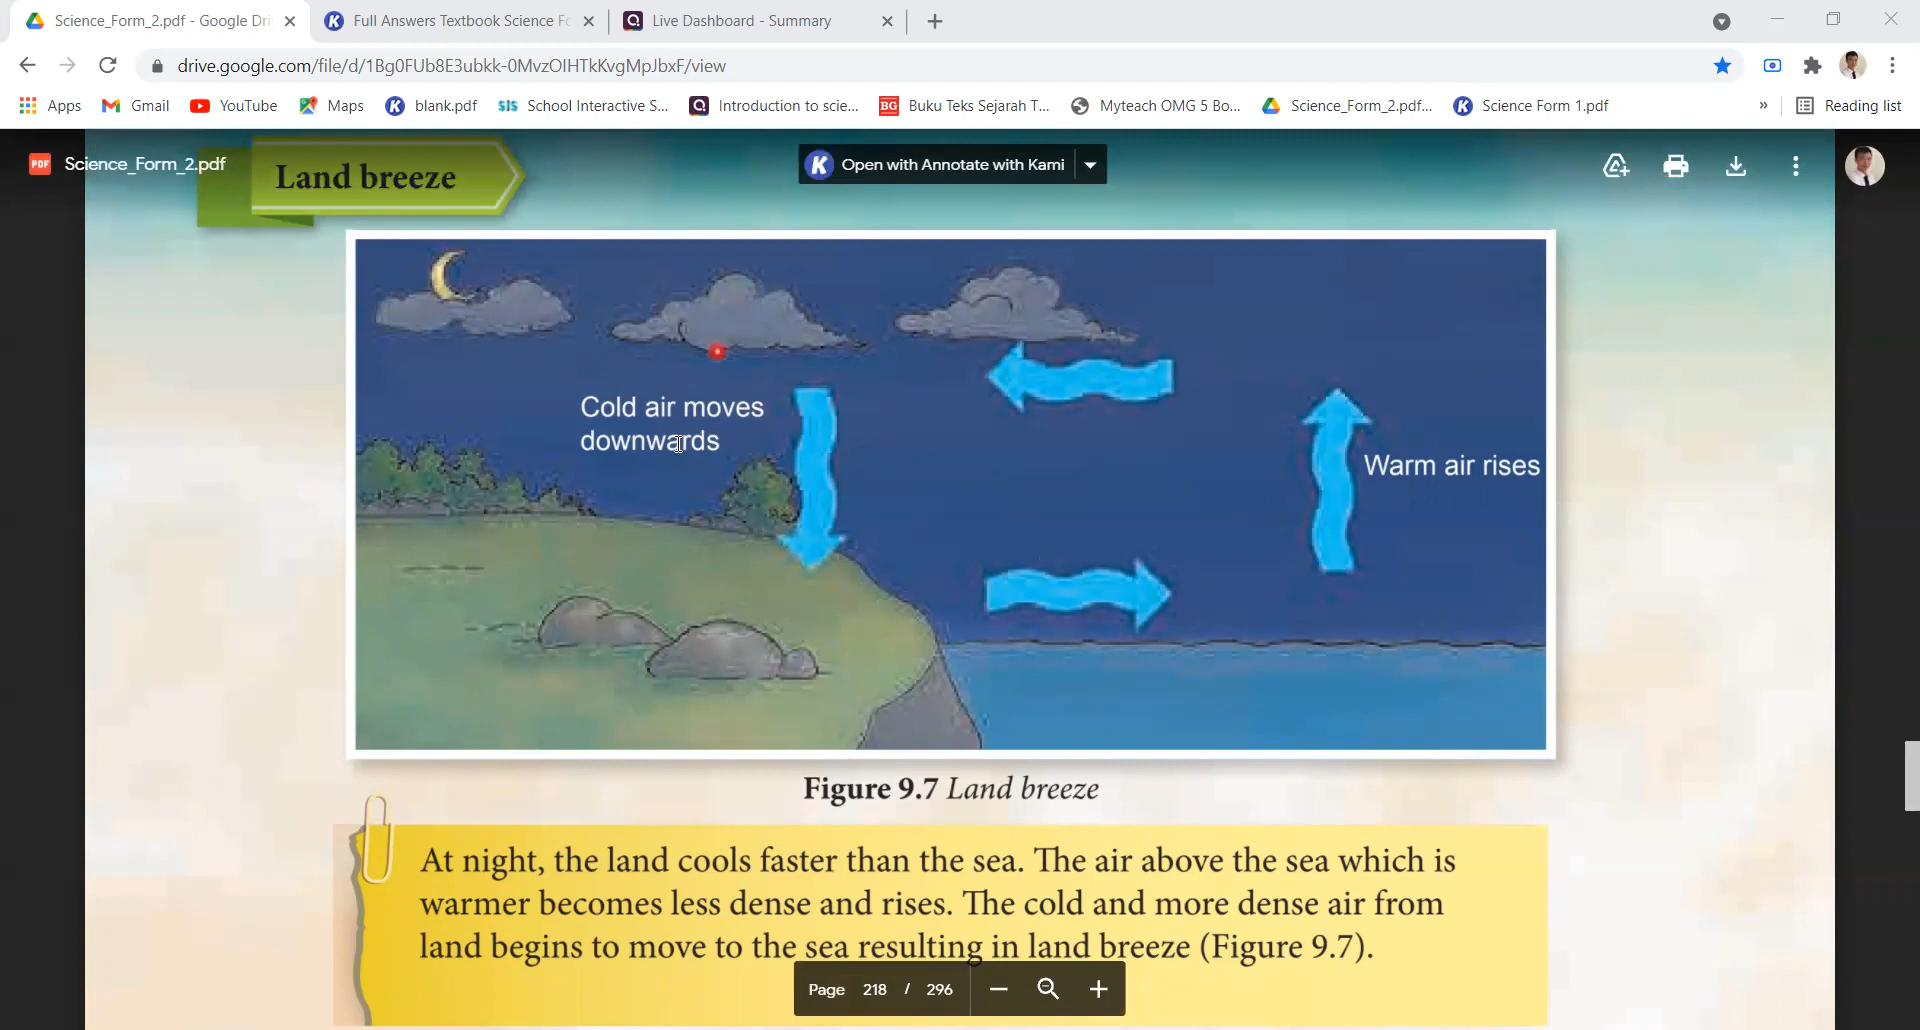 Science_Form_2.pdf - Google Dri
Full Answers Textbook Science Fo
Live Dashboard - Summary
drive.google.com/file/d/1Bg0FUb8E3ubkk-0MvzOIHTkKvgMpJbxF/view
Apps
Gmail
YouTube
Maps
blank.pdf
SIS School Interactive S...
Introduction to scie...
BG Buku Teks Sejarah T...
Myteach OMG 5 Bo...
Science_Form_2.pdf...
Science Form 1.pdf
»
Reading list
PDF Science_Form_2.pdf
Land breeze
K Open with Annotate with Kami
Cold air moves
downwards
Warm air rises
Figure 9.7 Land breeze
At night, the land cools faster than the sea. The air above the sea which is
warmer becomes less dense and rises. The cold and more dense air from
land begins to move to the sea resulting in land breeze (Figure 9.7).
Page 218 / 296